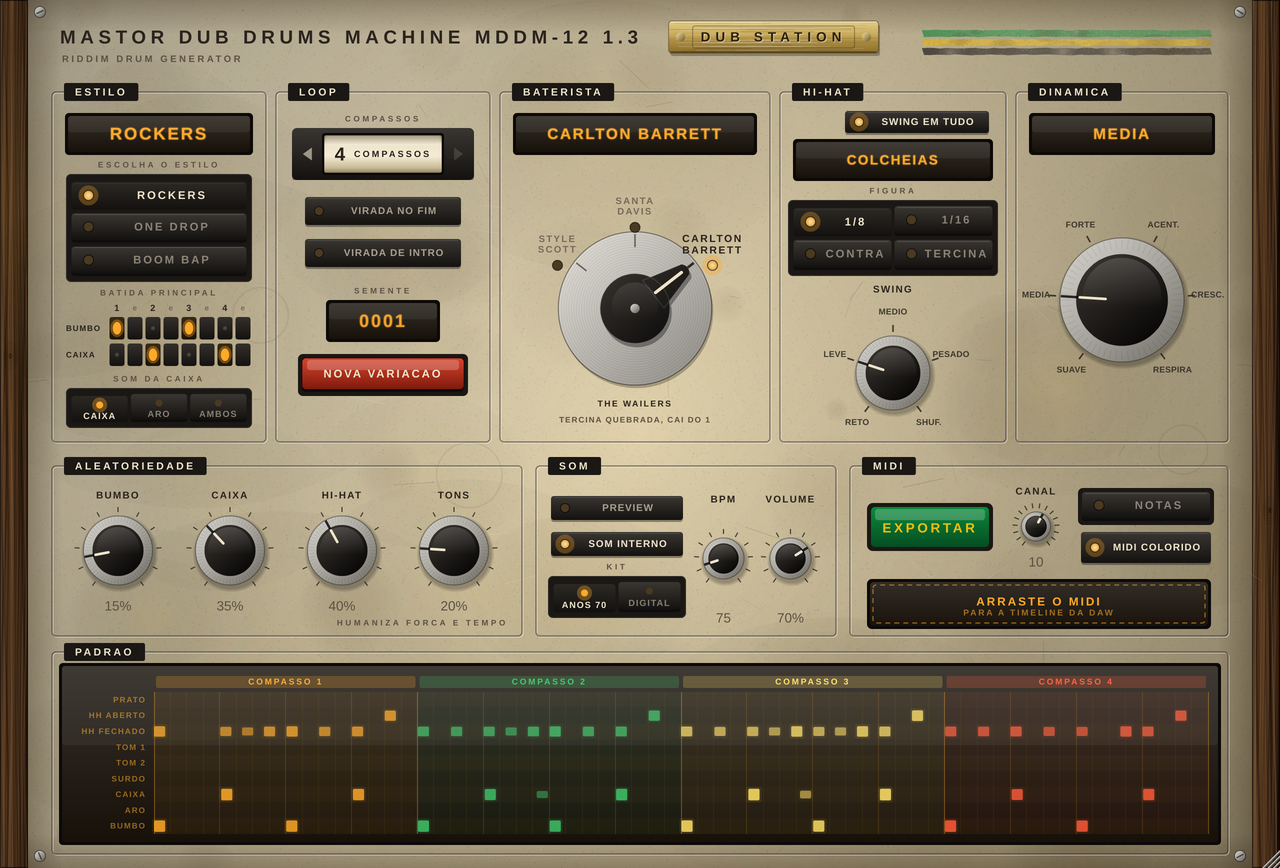 MASTOR DUB DRUMS MACHINE MDDM-12 1.3
DUB STATION
RIDDIM DRUM GENERATOR
ESTILO
ROCKERS
ESCOLHA O ESTILO
ROCKERS
ONE DROP
BOOM BAP
BATIDA PRINCIPAL
1 e 2 e 3 e 4 e
BUMBO
CAIXA
SOM DA CAIXA
CAIXA ARO AMBOS
LOOP
COMPASSOS
4 COMPASSOS
VIRADA NO FIM
VIRADA DE INTRO
SEMENTE
0001
NOVA VARIACAO
BATERISTA
CARLTON BARRETT
SANTA
DAVIS
STYLE
SCOTT
CARLTON
BARRETT
THE WAILERS
TERCINA QUEBRADA, CAI DO 1
HI-HAT
SWING EM TUDO
COLCHEIAS
FIGURA
1/8 1/16
CONTRA TERCINA
SWING
MEDIO
LEVE PESADO
RETO SHUF.
DINAMICA
MEDIA
FORTE ACENT.
MEDIA CRESC.
SUAVE RESPIRA
ALEATORIEDADE
BUMBO CAIXA HI-HAT TONS
15% 35% 40% 20%
HUMANIZA FORCA E TEMPO
SOM
PREVIEW
SOM INTERNO
KIT
ANOS 70 DIGITAL
BPM VOLUME
75 70%
MIDI
EXPORTAR
CANAL
10
NOTAS
MIDI COLORIDO
ARRASTE O MIDI
PARA A TIMELINE DA DAW
PADRAO
COMPASSO 1 COMPASSO 2 COMPASSO 3 COMPASSO 4
PRATO
HH ABERTO
HH FECHADO
TOM 1
TOM 2
SURDO
CAIXA
ARO
BUMBO